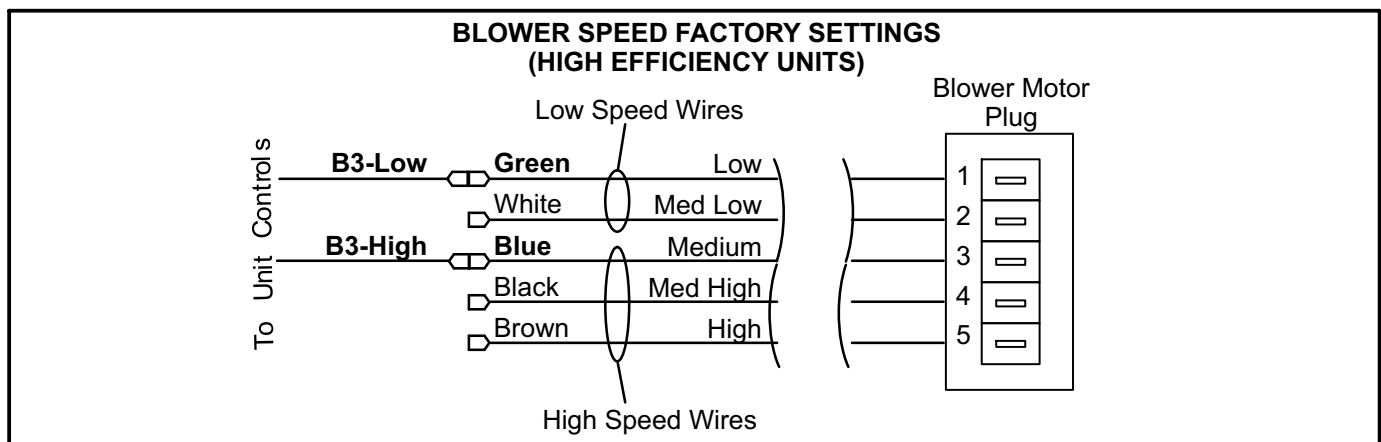 BLOWER SPEED FACTORY SETTINGS
(HIGH EFFICIENCY UNITS)
Blower Motor
Plug
Low Speed Wires
To Unit Controls
B3-Low Green Low 1
White Med Low 2
B3-High Blue Medium 3
Black Med High 4
Brown High 5
High Speed Wires